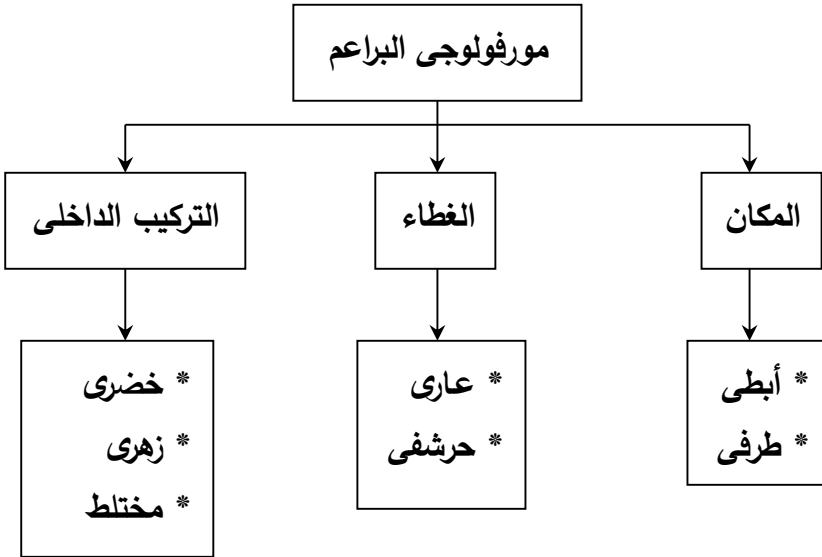 مورفولوجى البراعم
المكان
الغطاء
التركيب الداخلى
* أبطى
* طرفى
* عارى
* حرشفى
* خضرى
* زهرى
* مختلط